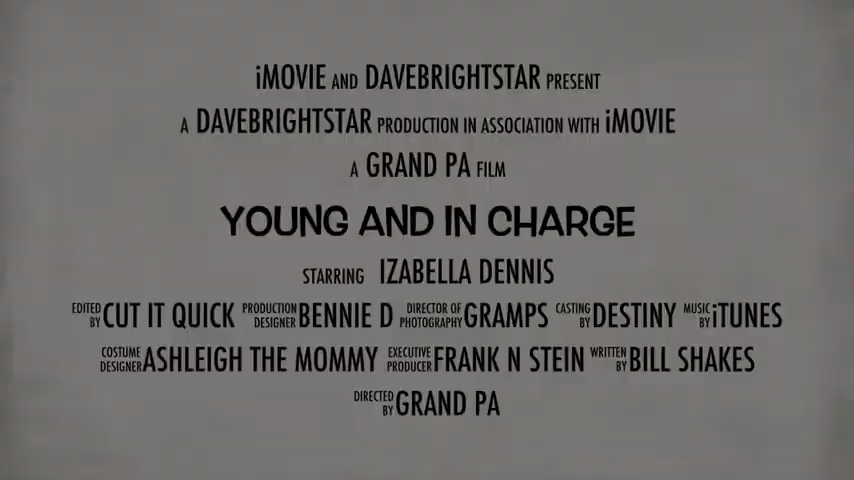 iMOVIE AND DAVEBRIGHTSTAR PRESENT
A DAVEBRIGHTSTAR PRODUCTION IN ASSOCIATION WITH iMOVIE
A GRAND PA FILM
YOUNG AND IN CHARGE
STARRING IZABELLA DENNIS
EDITED BY CUT IT QUICK PRODUCTION DESIGNER BENNIE D DIRECTOR OF PHOTOGRAPHY GRAMPS CASTING BY DESTINY MUSIC BY iTUNES
COSTUME DESIGNER ASHLEIGH THE MOMMY EXECUTIVE PRODUCER FRANK N STEIN WRITTEN BY BILL SHAKES
DIRECTED BY GRAND PA